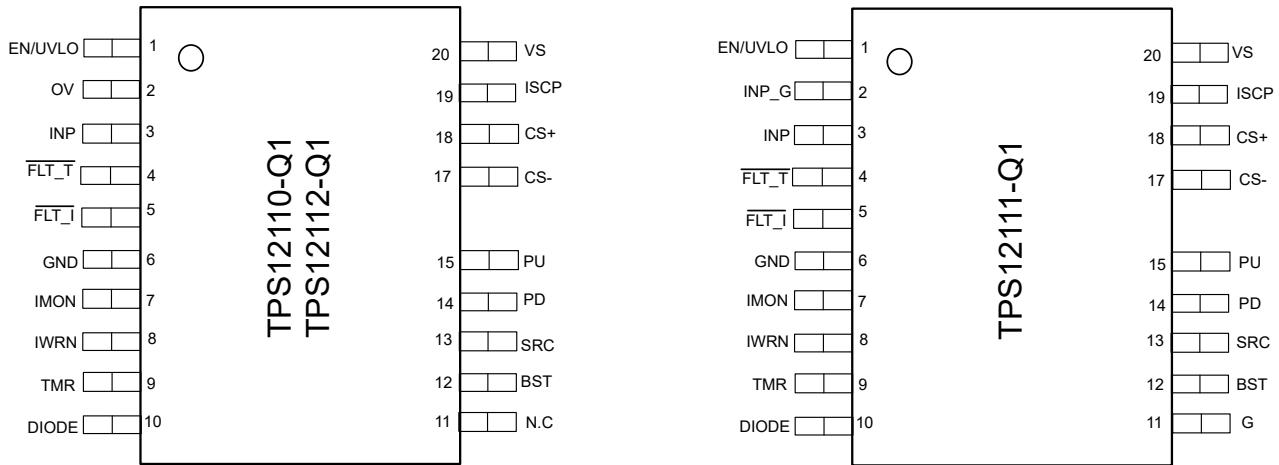 EN/UVLO 1
OV 2
INP 3
FLT_T 4
FLT_I 5
GND 6
IMON 7
IWRN 8
TMR 9
DIODE 10
TPS12110-Q1
TPS12112-Q1
20 VS
19 ISCP
18 CS+
17 CS-
15 PU
14 PD
13 SRC
12 BST
11 N.C
EN/UVLO 1
INP_G 2
INP 3
FLT_T 4
FLT_I 5
GND 6
IMON 7
IWRN 8
TMR 9
DIODE 10
TPS12111-Q1
20 VS
19 ISCP
18 CS+
17 CS-
15 PU
14 PD
13 SRC
12 BST
11 G